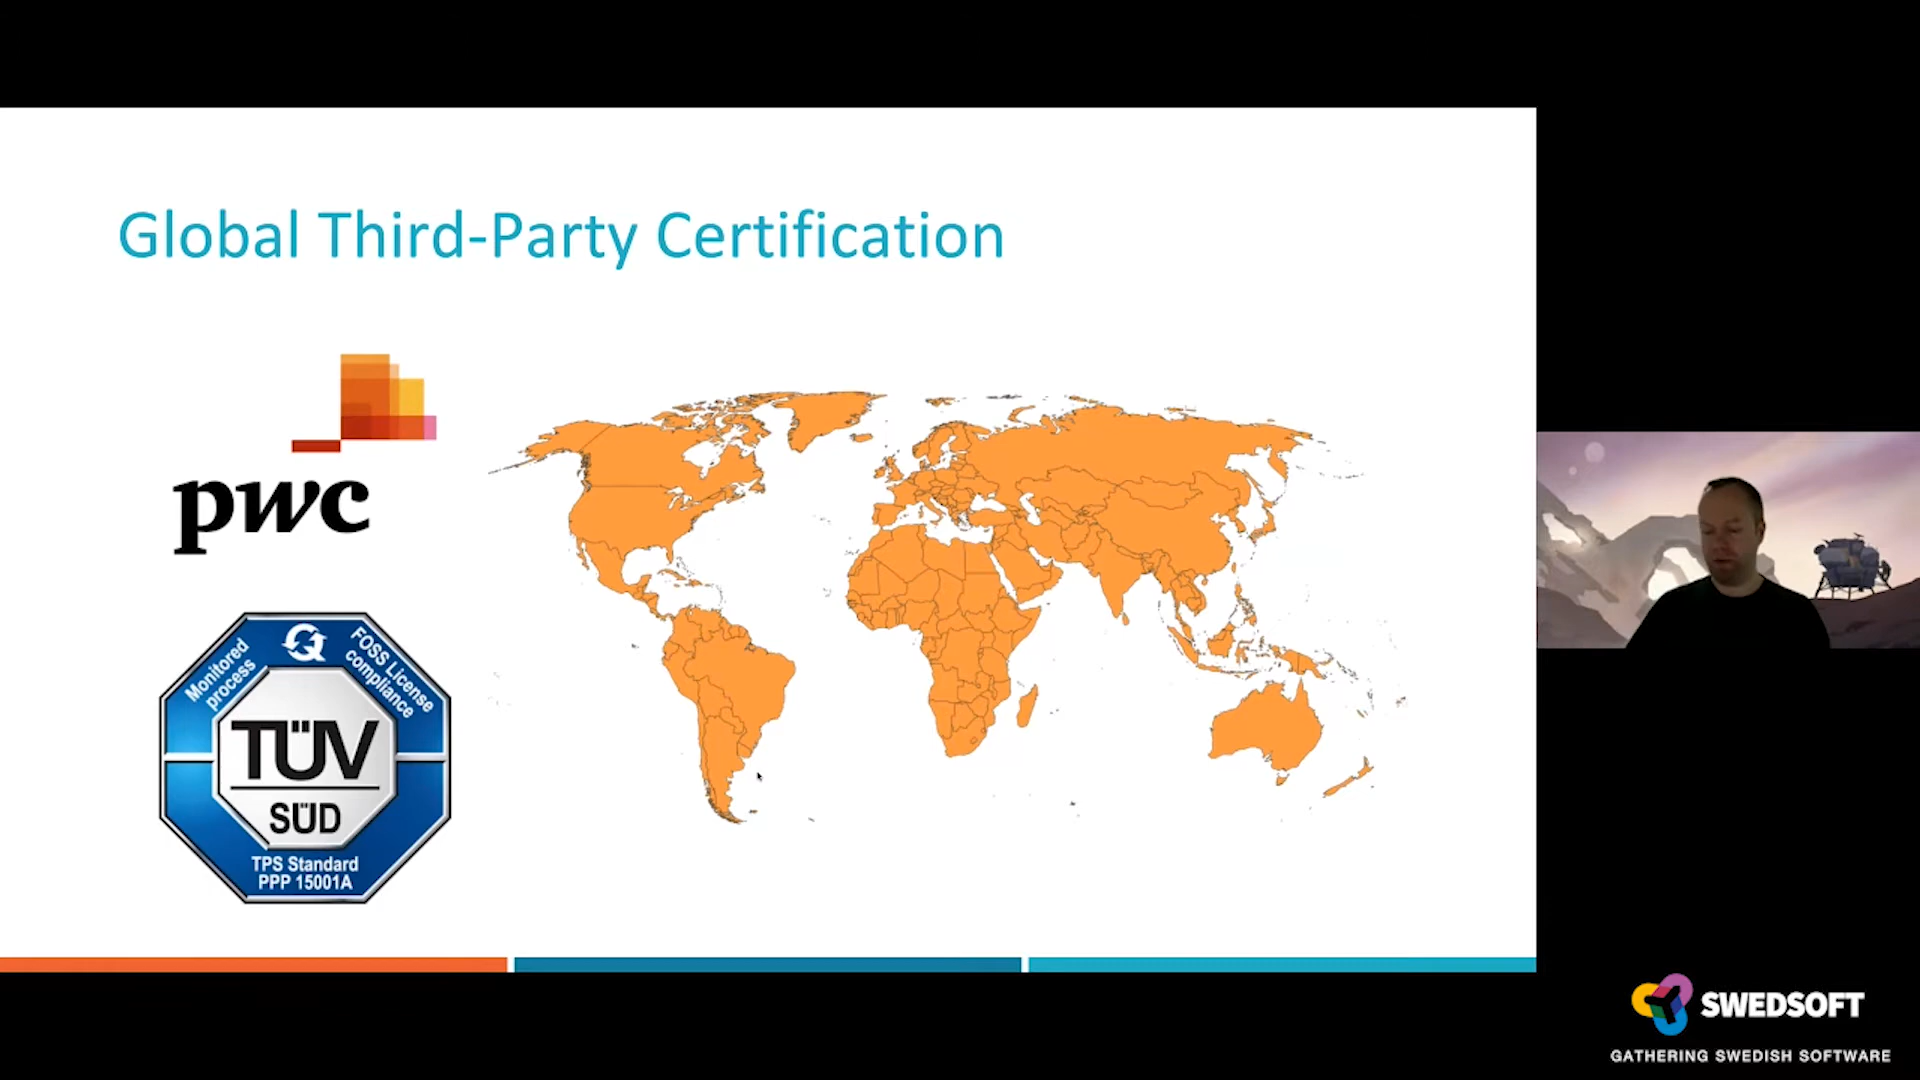 Global Third-Party Certification
pwc
Monitored
process
FOSS License
compliance
TÜV
SÜD
TPS Standard
PPP 15001A
SWEDSOFT
GATHERING SWEDISH SOFTWARE